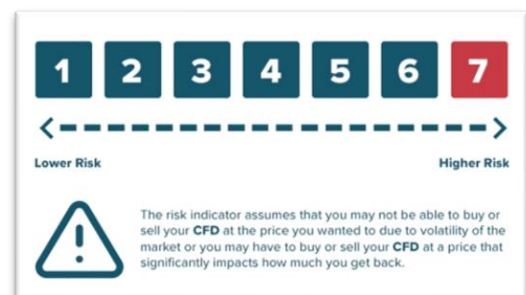 1 2 3 4 5 6 7
Lower Risk Higher Risk
The risk indicator assumes that you may not be able to buy or
sell your CFD at the price you wanted to due to volatility of the
market or you may have to buy or sell your CFD at a price that
significantly impacts how much you get back.